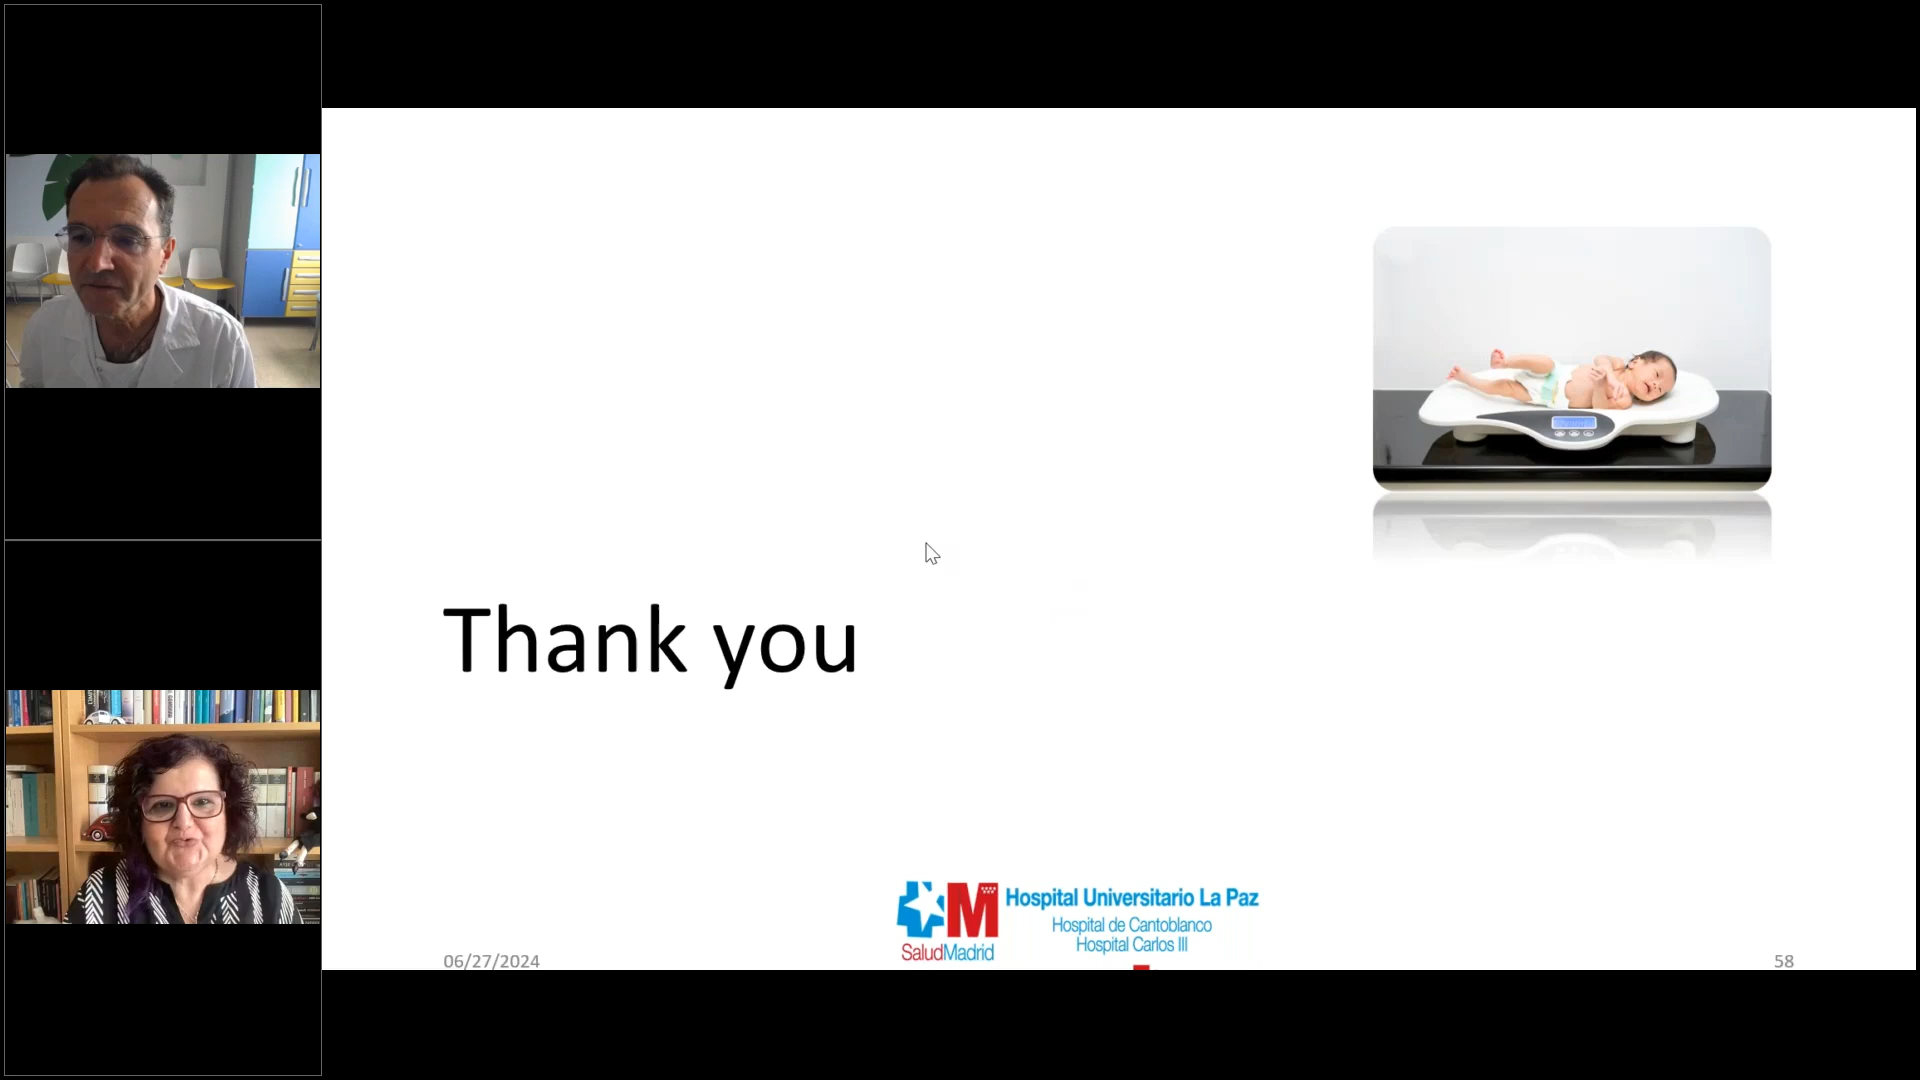 Thank you
Hospital Universitario La Paz
Hospital de Cantoblanco
Hospital Carlos III
SaludMadrid
06/27/2024
58